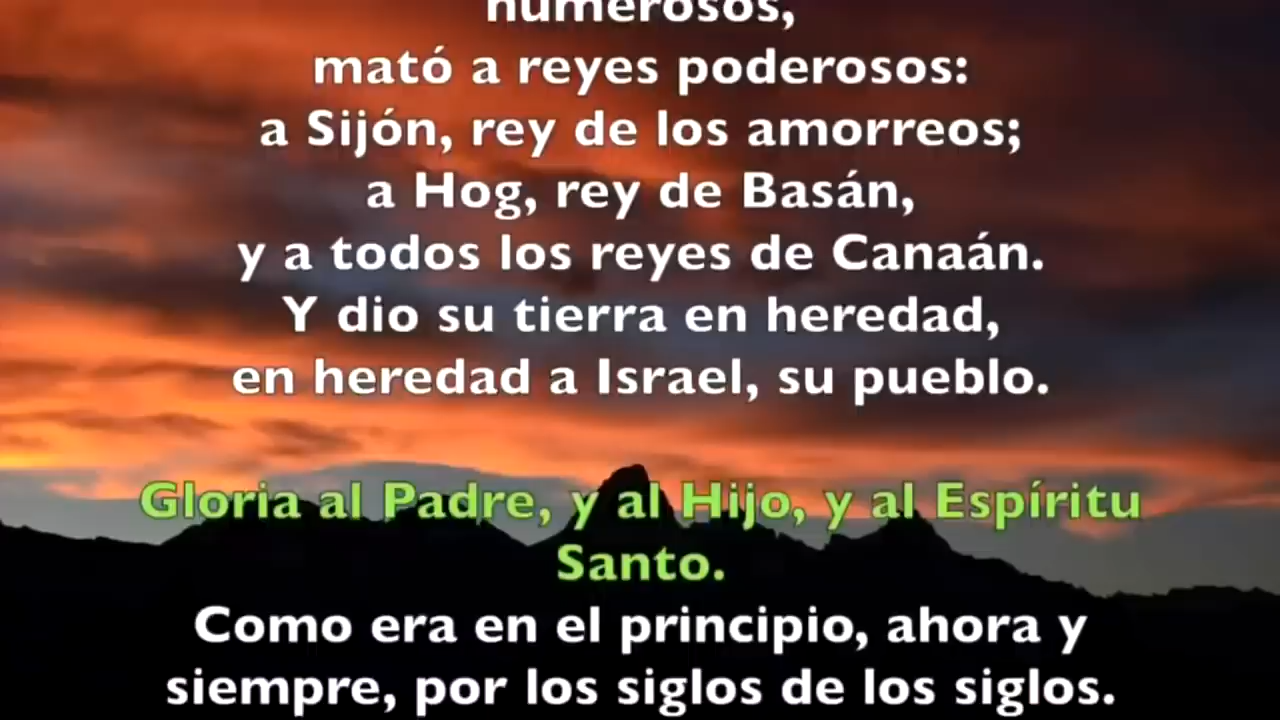 numerosos,
mató a reyes poderosos:
a Sijón, rey de los amorreos;
a Hog, rey de Basán,
y a todos los reyes de Canaán.
Y dio su tierra en heredad,
en heredad a Israel, su pueblo.
Gloria al Padre, y al Hijo, y al Espíritu
Santo.
Como era en el principio, ahora y
siempre, por los siglos de los siglos.